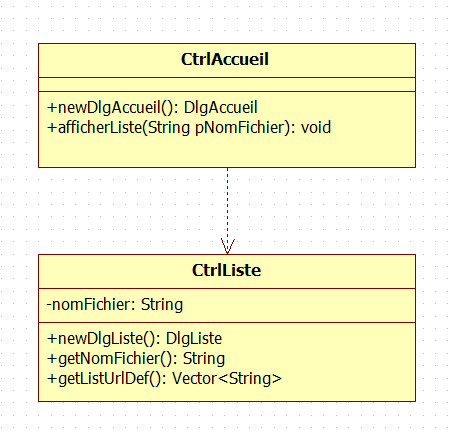 CtrlAccueil
+newDlgAccueil(): DlgAccueil
+afficherListe(String pNomFichier): void
CtrlListe
-nomFichier: String
+newDlgListe(): DlgListe
+getNomFichier(): String
+getListUrlDef(): Vector<String>